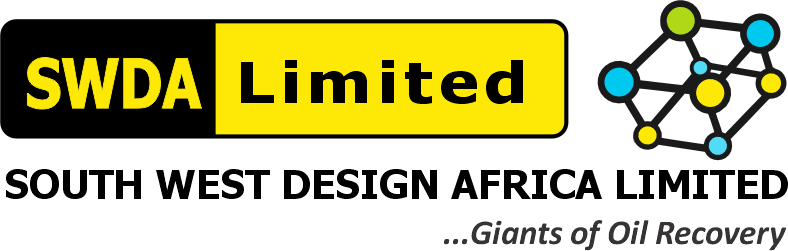 SWDA Limited
SOUTH WEST DESIGN AFRICA LIMITED
...Giants of Oil Recovery